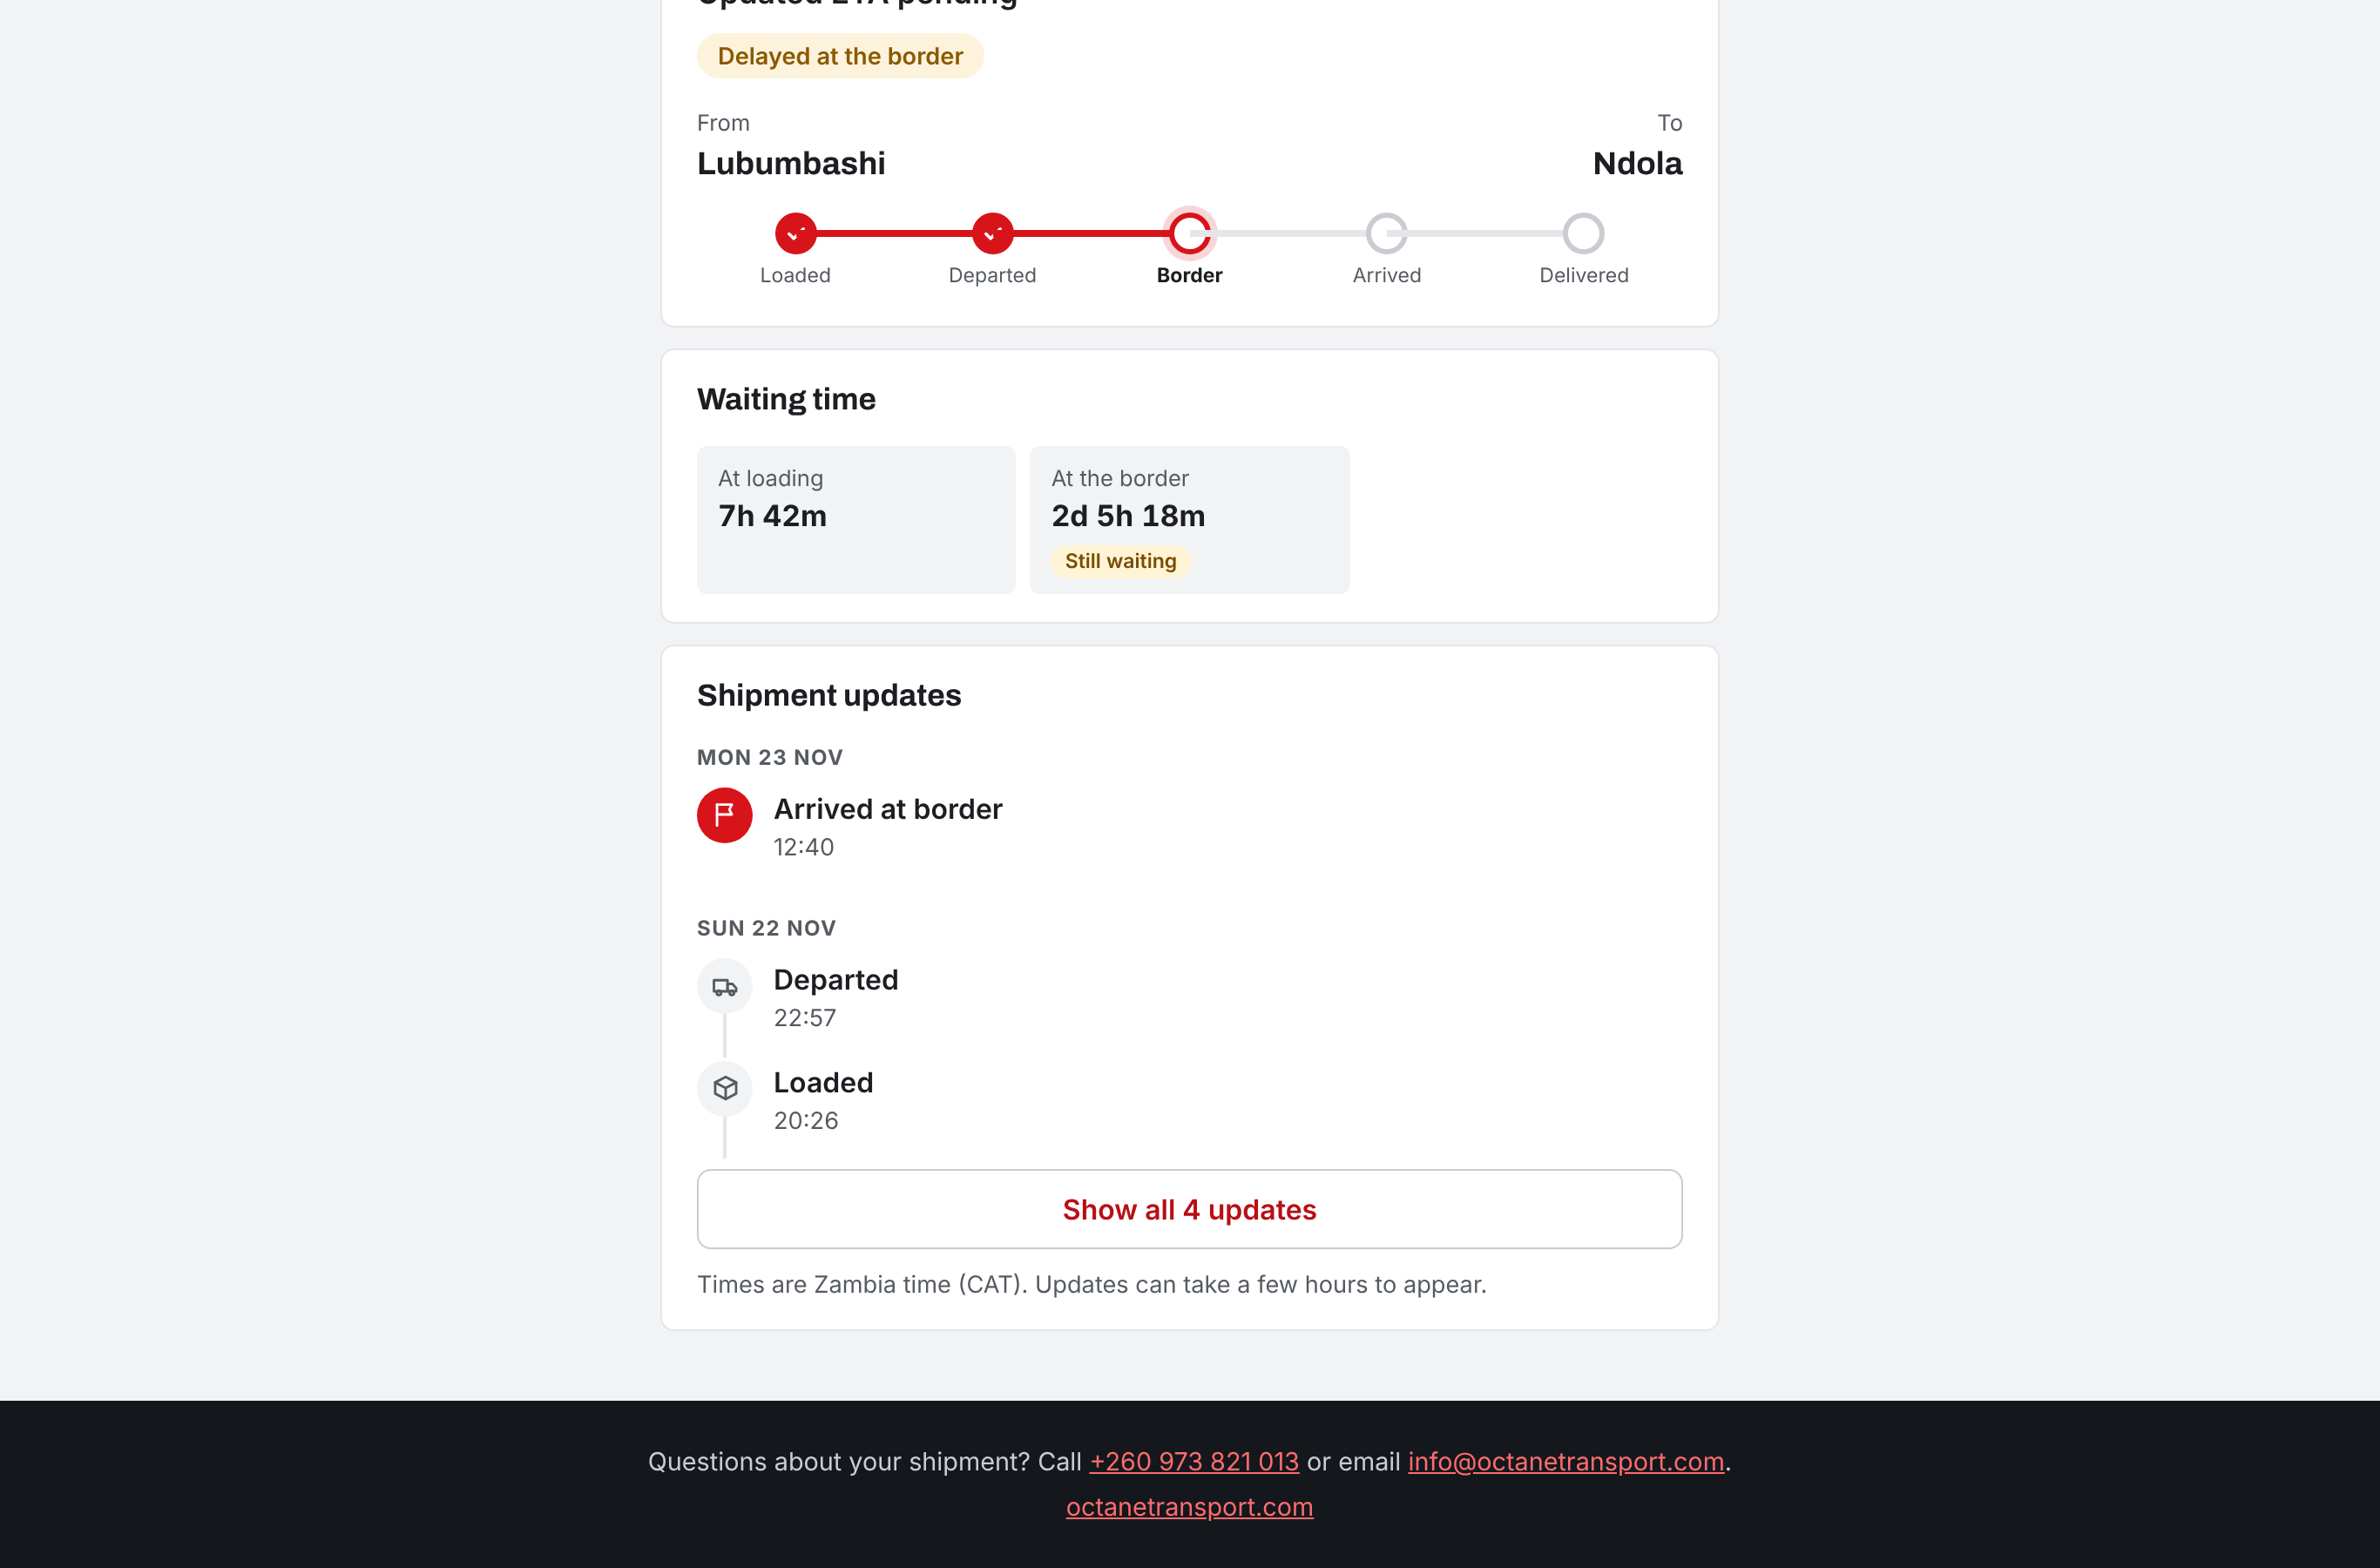 Updated ETA pending
Delayed at the border
From
To
Lubumbashi
Ndola
Loaded
Departed
Border
Arrived
Delivered
Waiting time
At loading
7h 42m
At the border
2d 5h 18m
Still waiting
Shipment updates
MON 23 NOV
Arrived at border
12:40
SUN 22 NOV
Departed
22:57
Loaded
20:26
Show all 4 updates
Times are Zambia time (CAT). Updates can take a few hours to appear.
Questions about your shipment? Call +260 973 821 013 or email info@octanetransport.com.
octanetransport.com